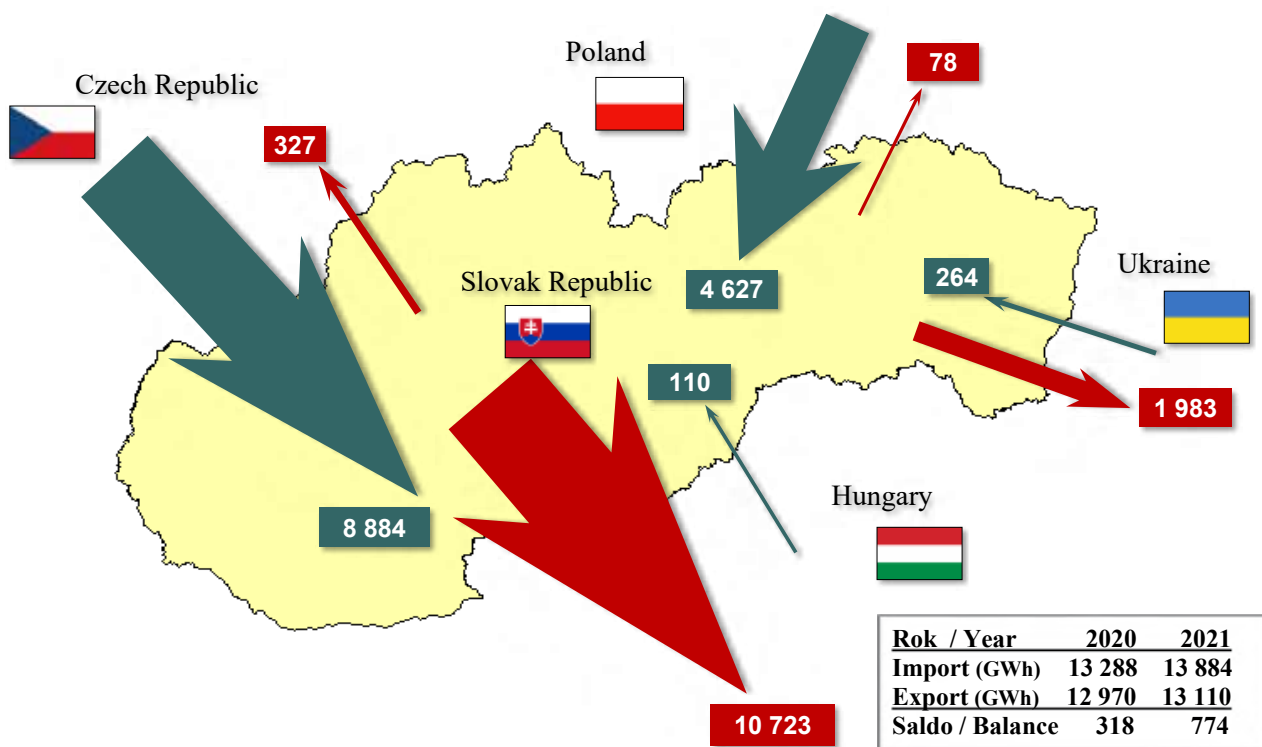 Poland
78
Czech Republic
327
Slovak Republic
4 627
264
Ukraine
110
1 983
8 884
Hungary
10 723
Rok / Year 2020 2021
Import (GWh) 13 288 13 884
Export (GWh) 12 970 13 110
Saldo / Balance 318 774